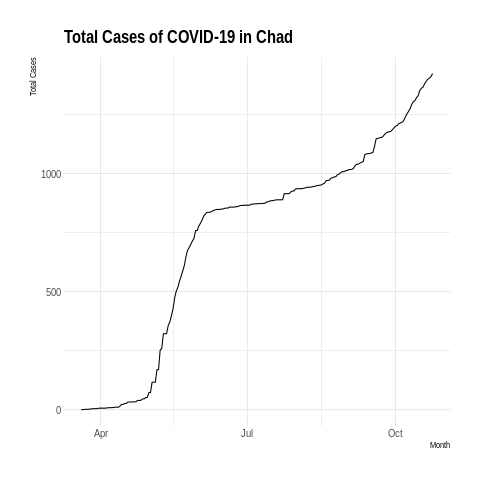 Total Cases of COVID-19 in Chad
Total Cases
1000
500
0
Apr
Jul
Oct
Month